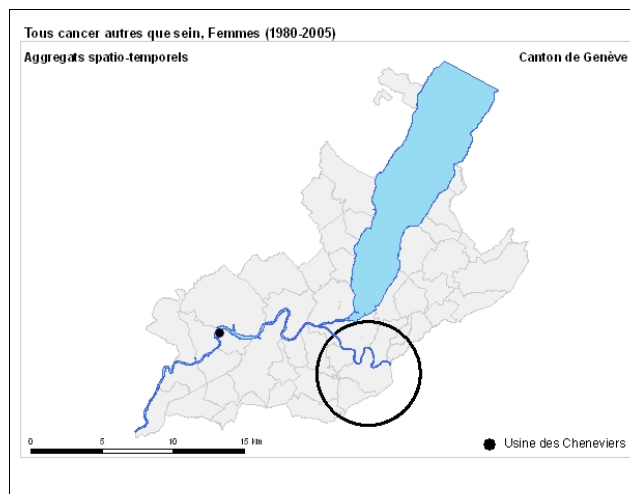 Tous cancer autres que sein, Femmes (1980-2005)
Aggregats spatio-temporels Canton de Genève
0 5 10 15 Km
Usine des Cheneviers